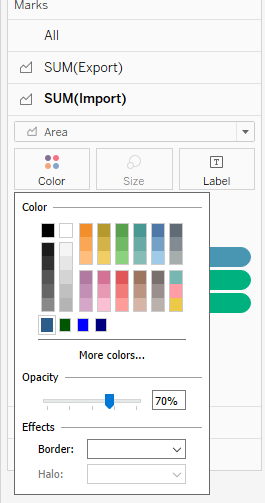 Marks
All
SUM(Export)
SUM(Import)
Area
Color
Size
Label
T
Color
More colors...
Opacity
70%
Effects
Border:
Halo: